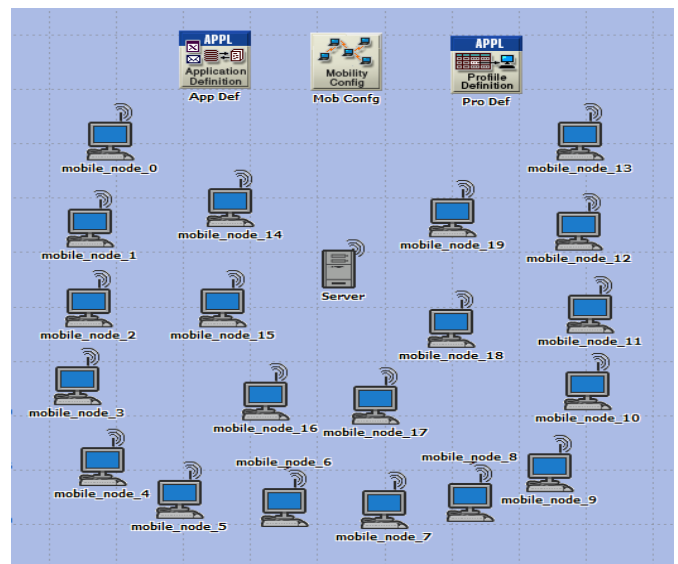 APPL
Application
Definition
App Def
Mobility
Config
Mob Confg
APPL
Profile
Definition
Pro Def
mobile_node_0
mobile_node_13
mobile_node_14
mobile_node_19
mobile_node_1
mobile_node_12
Server
mobile_node_2
mobile_node_15
mobile_node_11
mobile_node_18
mobile_node_3
mobile_node_16
mobile_node_17
mobile_node_10
mobile_node_6
mobile_node_8
mobile_node_4
mobile_node_9
mobile_node_5
mobile_node_7